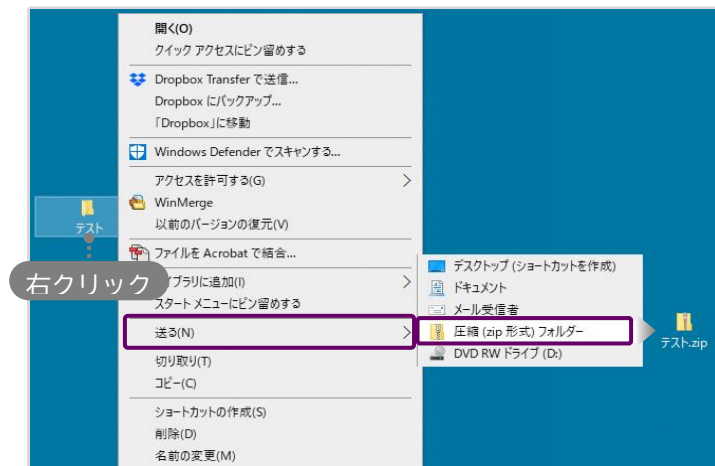 開く(O)
クイック アクセスにピン留めする
Dropbox Transfer で送信...
Dropbox にバックアップ...
「Dropbox」に移動
Windows Defender でスキャンする...
アクセスを許可する(G)
WinMerge
以前のバージョンの復元(V)
ファイルを Acrobat で結合...
イブラリに追加(I)
スタート メニューにピン留めする
送る(N)
切り取り(T)
コピー(C)
ショートカットの作成(S)
削除(D)
名前の変更(M)
テスト
右クリック
デスクトップ (ショートカットを作成)
ドキュメント
メール受信者
圧縮 (zip 形式) フォルダー
DVD RW ドライブ (D:)
テスト.zip